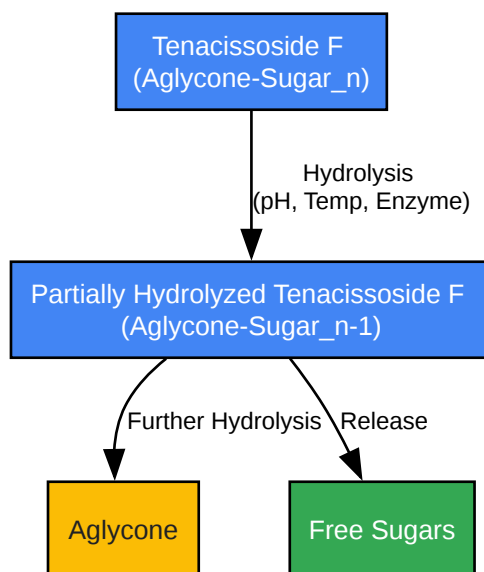 Tenacissoside F
(Aglycone-Sugar_n)
Hydrolysis
(pH, Temp, Enzyme)
Partially Hydrolyzed Tenacissoside F
(Aglycone-Sugar_n-1)
Further Hydrolysis
Release
Aglycone
Free Sugars